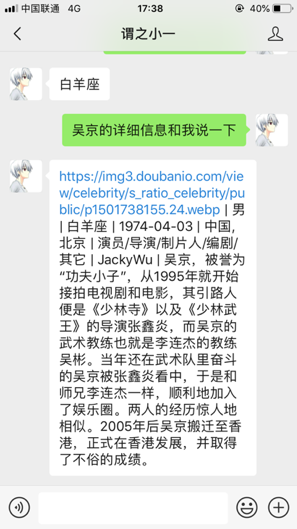 中国联通 4G 17:38 40%
谓之小一
白羊座
吴京的详细信息和我说一下
https://img3.doubanio.com/vie
w/celebrity/s_ratio_celebrity/pu
blic/p1501738155.24.webp | 男
| 白羊座 | 1974-04-03 | 中国,
北京 | 演员/导演/制片人/编剧/
其它 | JackyWu | 吴京，被誉为
“功夫小子”，从1995年就开始
接拍电视剧和电影，其引路人
便是《少林寺》以及《少林武
王》的导演张鑫炎，而吴京的
武术教练也就是李连杰的教练
吴彬。当年还在武术队里奋斗
的吴京被张鑫炎看中，于是和
师兄李连杰一样，顺利地加入
了娱乐圈。两人的经历惊人地
相似。2005年后吴京搬迁至香
港，正式在香港发展，并取得
了不俗的成绩。